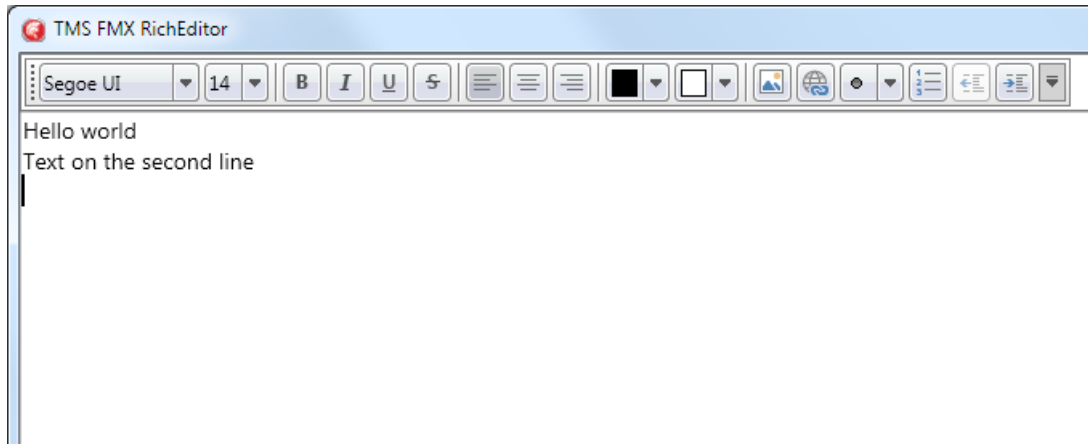 TMS FMX RichEditor
Segoe UI 14 B I U S
Hello world
Text on the second line